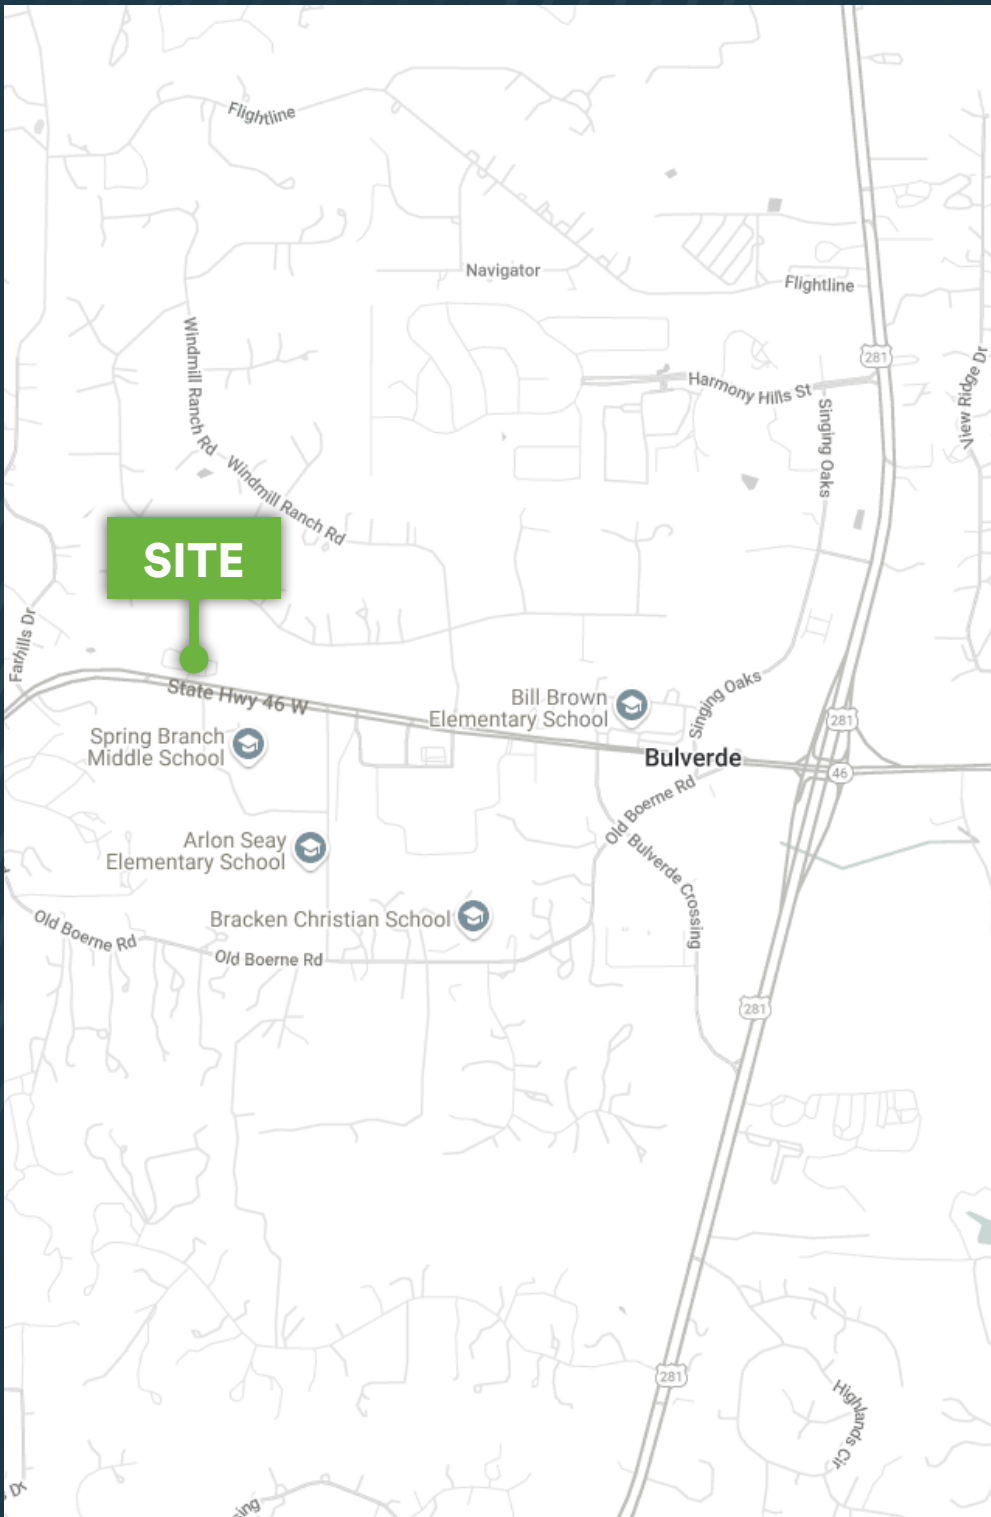 Flightline
Navigator
Flightline
281
Windmill Ranch Rd
View Ridge Dr
Harmony Hills St
Singing Oaks
Windmill Ranch Rd
SITE
Farhills Dr
State Hwy 46 W
Bill Brown
Elementary School
Singing Oaks
281
Spring Branch
Middle School
Bulverde
46
Old Boerne Rd
Arlon Seay
Elementary School
Bulverde Crossing
Bracken Christian School
Old Boerne Rd
Old Boerne Rd
281
281
Highlands Cir
Dr
sing